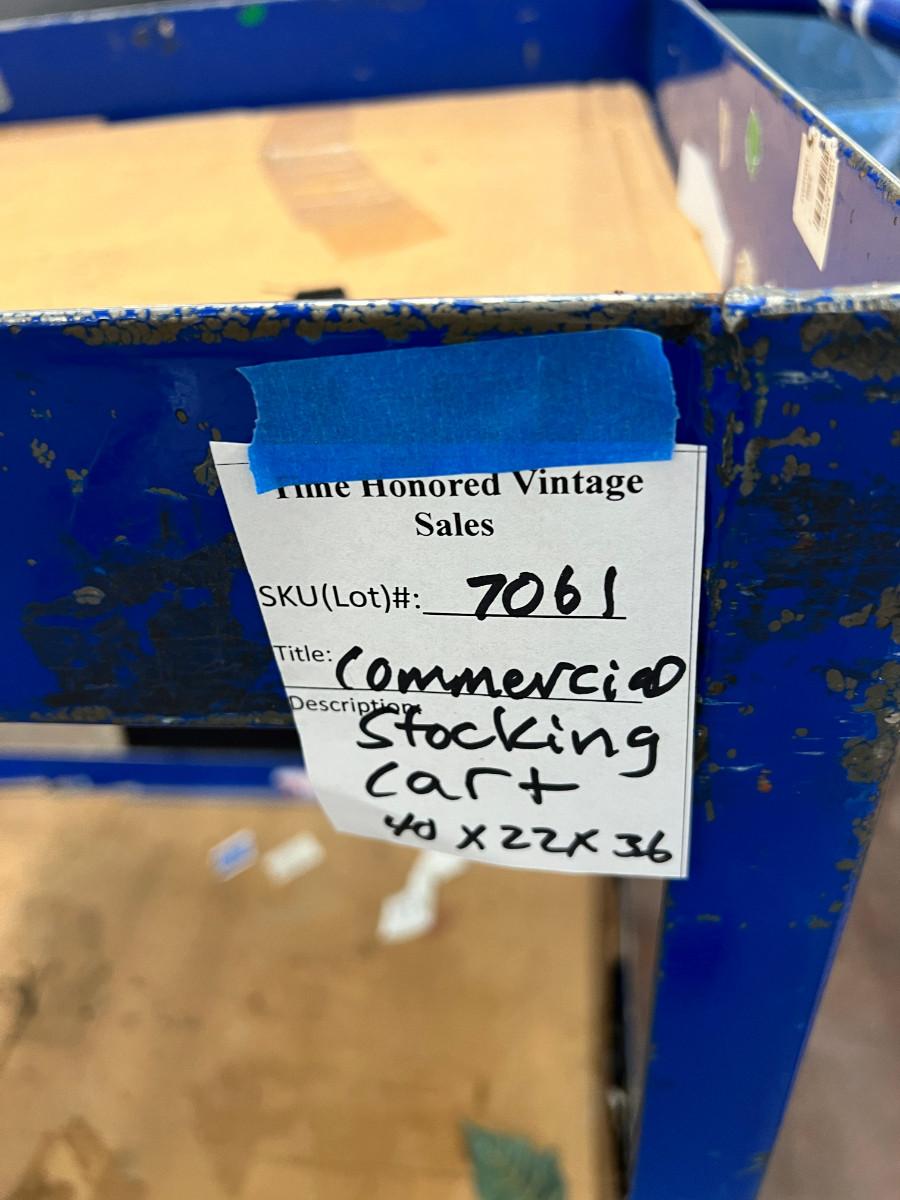 Time Honored Vintage
Sales
SKU(Lot)#: 7061
Title: Commercial
Description:
Stocking
cart
40 x 22 x 36